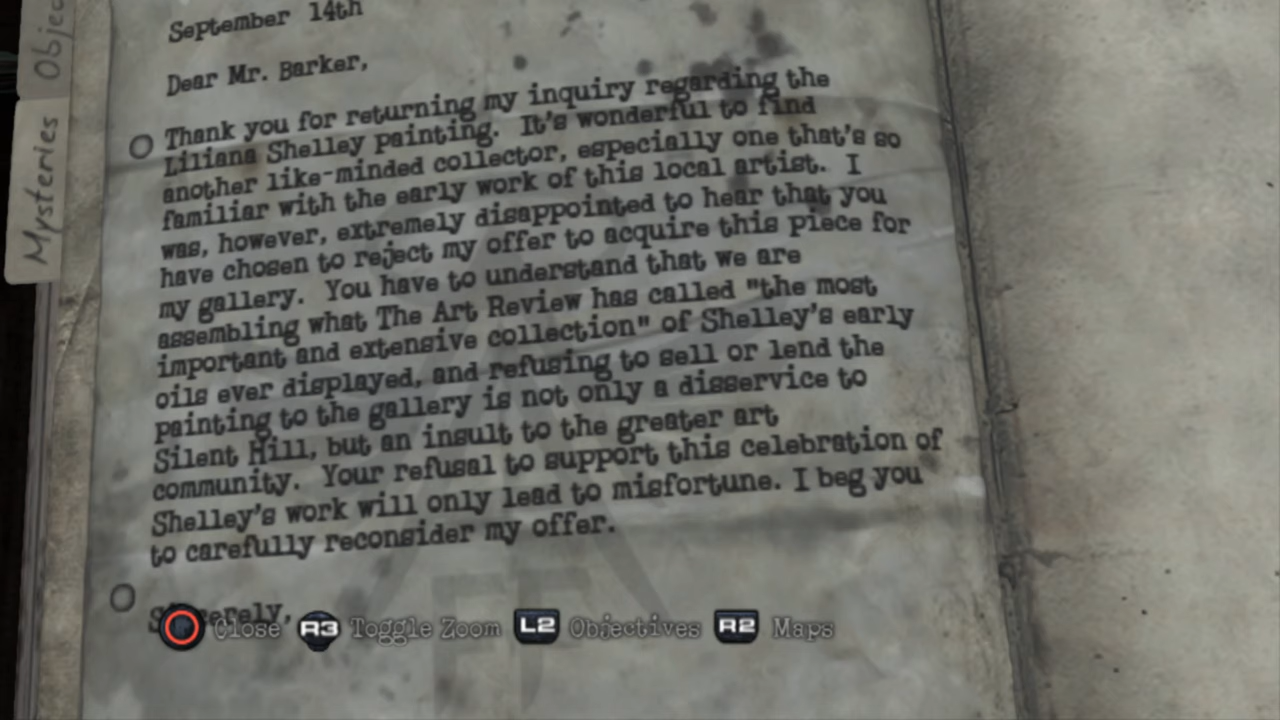 Objec
Mysteries
September 14th
Dear Mr. Barker,
Thank you for returning my inquiry regarding the
Liliana Shelley painting. It's wonderful to find
another like-minded collector, especially one that's so
familiar with the early work of this local artist. I
was, however, extremely disappointed to hear that you
have chosen to reject my offer to acquire this piece for
my gallery. You have to understand that we are
assembling what The Art Review has called "the most
important and extensive collection" of Shelley's early
oils ever displayed, and refusing to sell or lend the
painting to the gallery is not only a disservice to
Silent Hill, but an insult to the greater art
community. Your refusal to support this celebration of
Shelley's work will only lead to misfortune. I beg you
to carefully reconsider my offer.
Sincerely,
Close R3 Toggle Zoom L2 Objectives R2 Maps